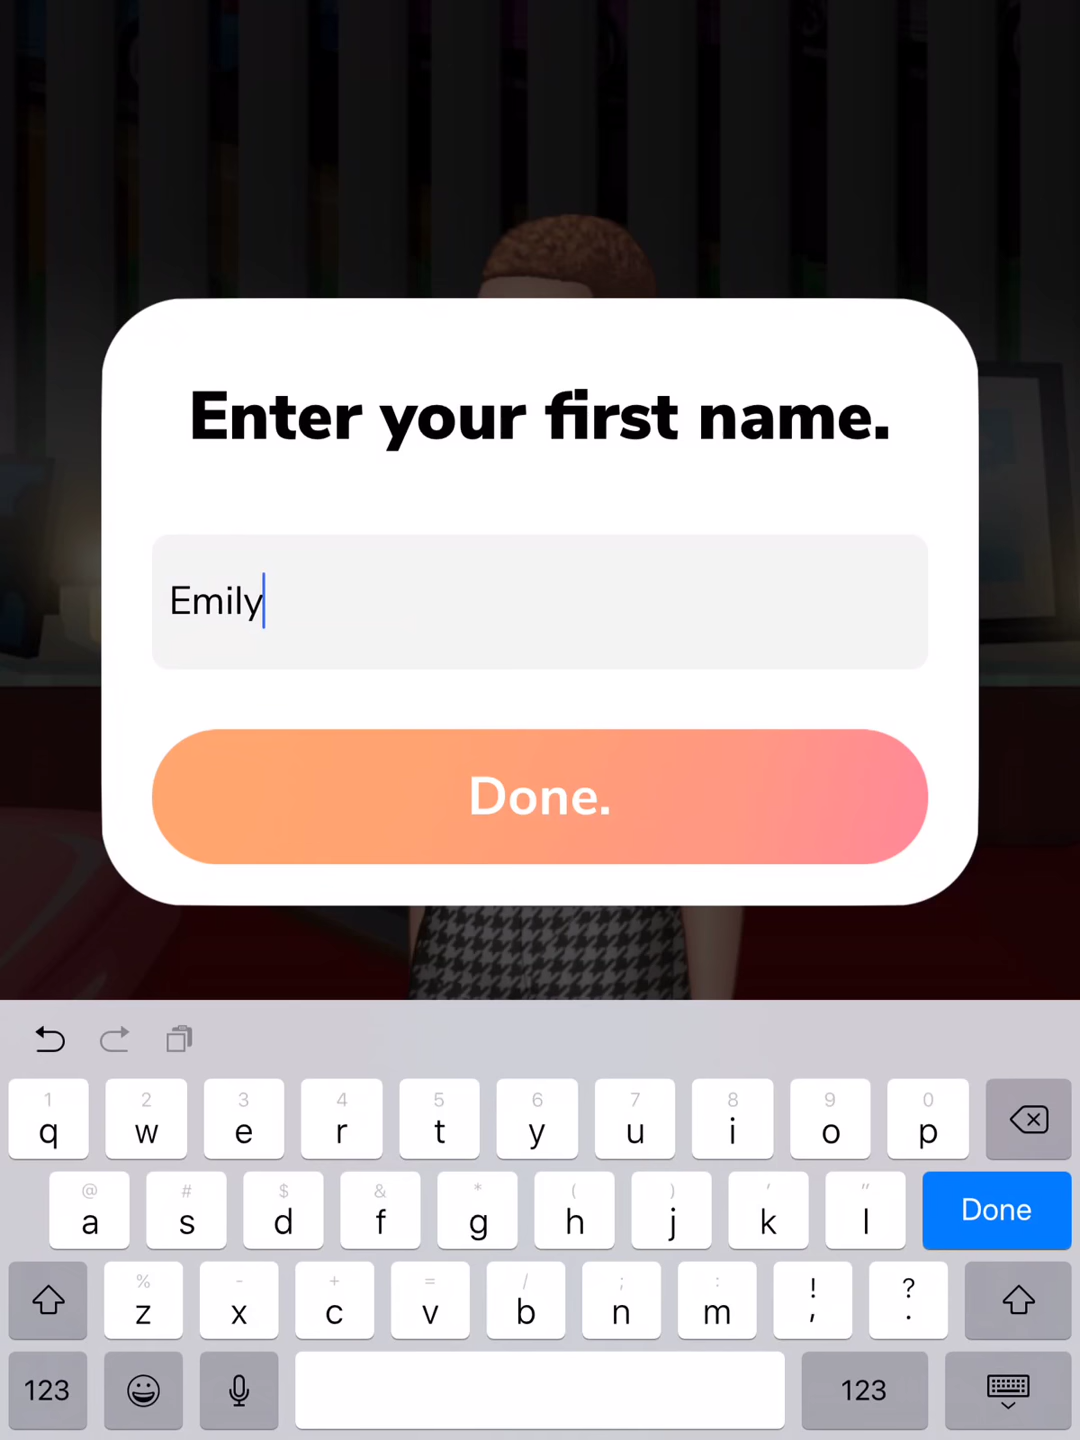 Enter your first name.
Emily
Done.
1 2 3 4 5 6 7 8 9 0
q w e r t y u i o p
@ # $ & * ( ) ' "
a s d f g h j k l Done
% - + = / ; : ! ?
z x c v b n m , .
123 123